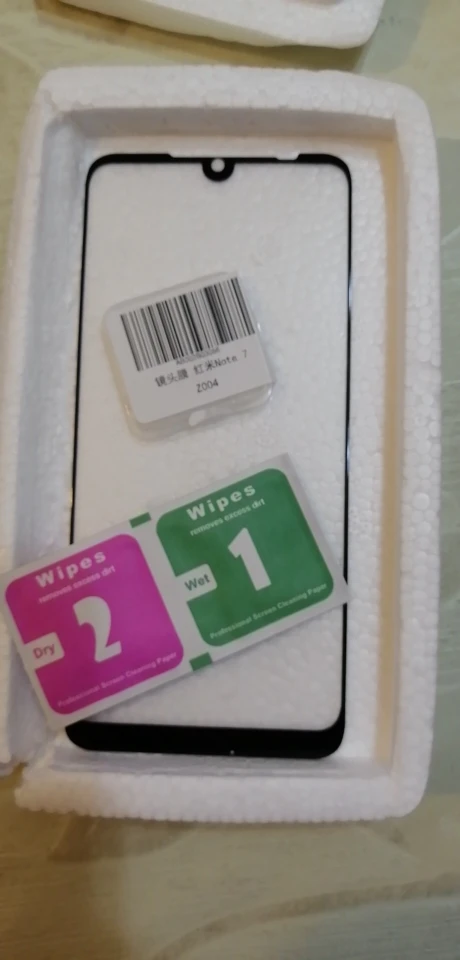 镜头膜 红米Note 7
Z004
Wipes
removes excess dirt
1
Wet
Professional Screen Cleaning Paper
Wipes
removes excess dirt
2
Dry
Professional Screen Cleaning Paper